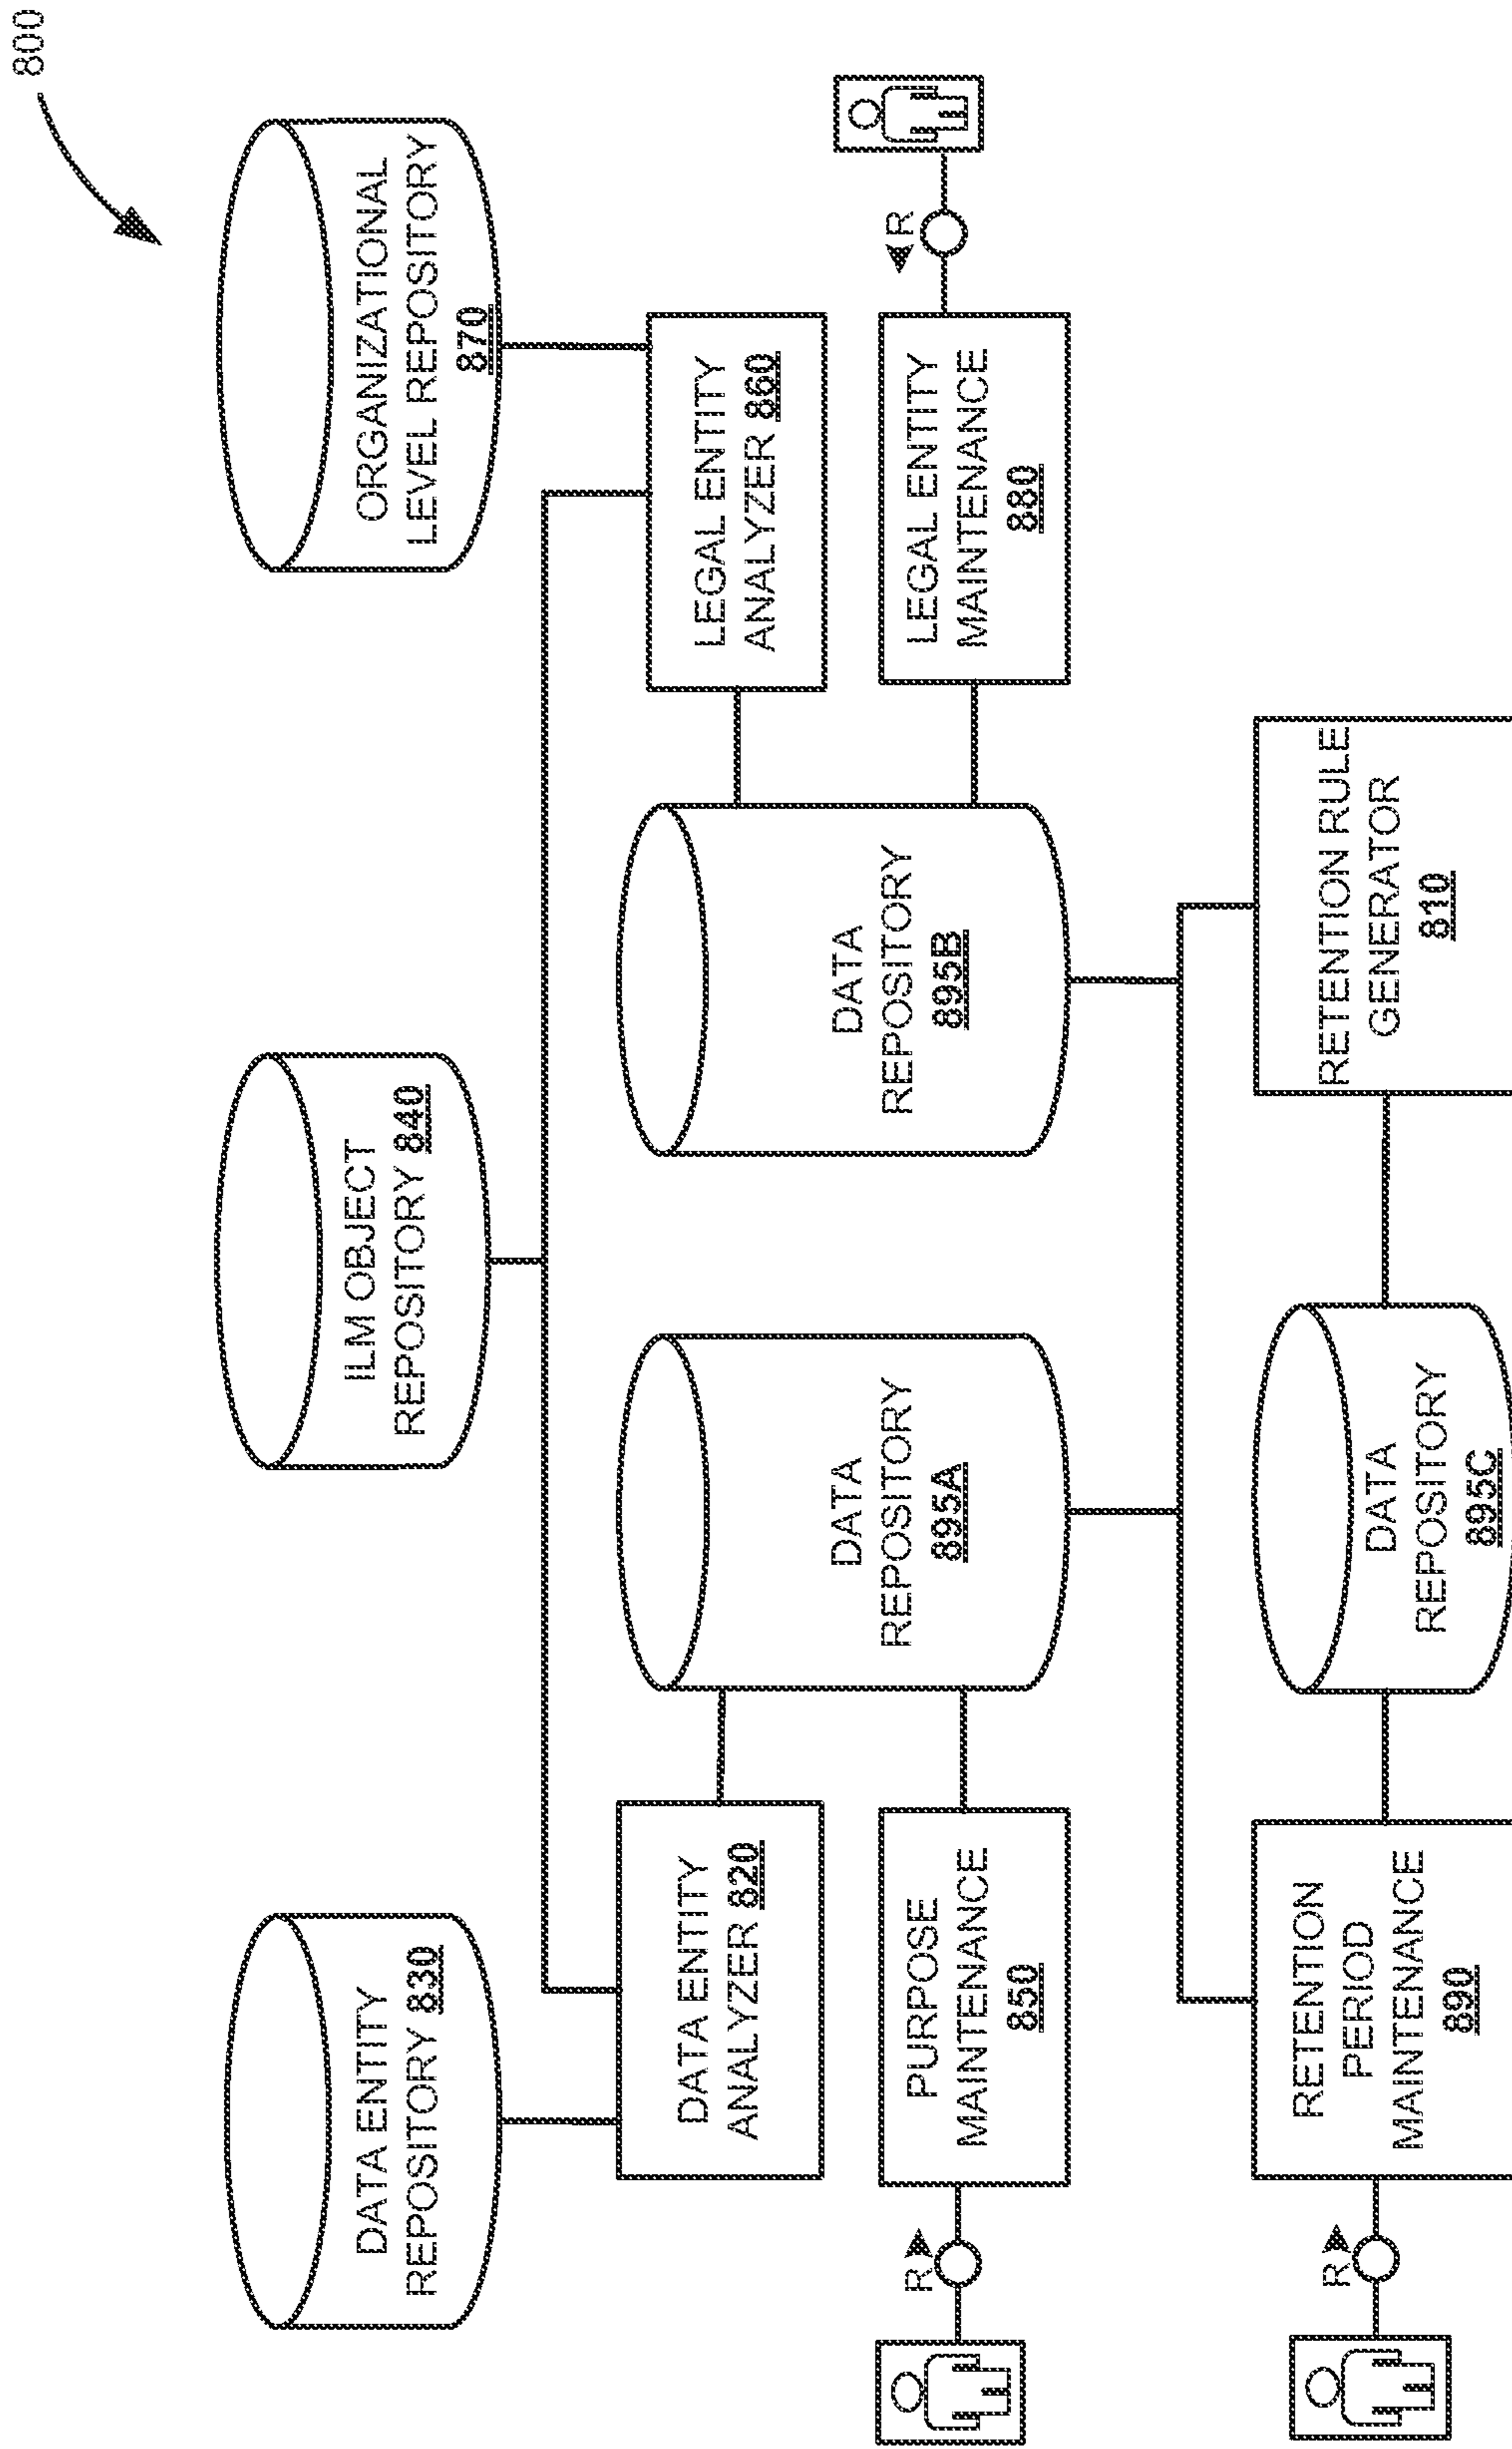 800
DATA ENTITY
REPOSITORY 830
ILM OBJECT
REPOSITORY 840
ORGANIZATIONAL
LEVEL REPOSITORY
870
DATA ENTITY
ANALYZER 820
LEGAL ENTITY
ANALYZER 860
DATA
REPOSITORY
895A
DATA
REPOSITORY
895B
R
PURPOSE
MAINTENANCE
850
LEGAL ENTITY
MAINTENANCE
880
R
R
RETENTION
PERIOD
MAINTENANCE
890
DATA
REPOSITORY
895C
RETENTION RULE
GENERATOR
810